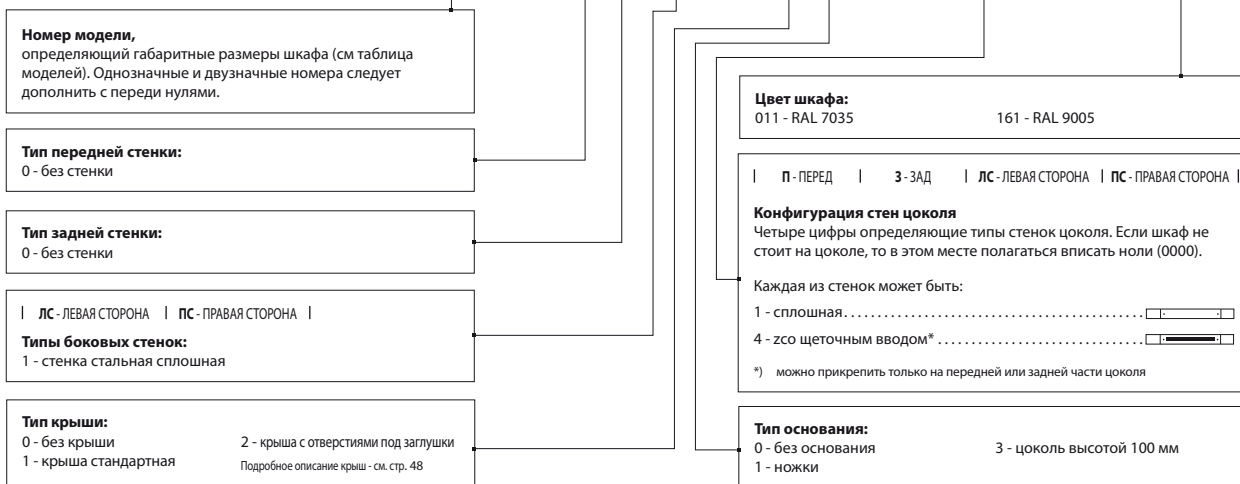 Номер модели,
определяющий габаритные размеры шкафа (см таблица
моделей). Однозначные и двузначные номера следует
дополнить с переди нулями.
Тип передней стенки:
0 - без стенки
Тип задней стенки:
0 - без стенки
| ЛС - ЛЕВАЯ СТОРОНА | ПС - ПРАВАЯ СТОРОНА |
Типы боковых стенок:
1 - стенка стальная сплошная
Тип крыши:
0 - без крыши 2 - крыша с отверстиями под заглушки
1 - крыша стандартная Подробное описание крыш - см. стр. 48
Цвет шкафа:
011 - RAL 7035 161 - RAL 9005
| П - ПЕРЕД | З - ЗАД | ЛС - ЛЕВАЯ СТОРОНА | ПС - ПРАВАЯ СТОРОНА |
Конфигурация стен цоколя
Четыре цифры определяющие типы стенок цоколя. Если шкаф не
стоит на цоколе, то в этом месте полагаться вписать ноли (0000).
Каждая из стенок может быть:
1 - сплошная
4 - zсо щеточным вводом*
*) можно прикрепить только на передней или задней части цоколя
Тип основания:
0 - без основания 3 - цоколь высотой 100 мм
1 - ножки